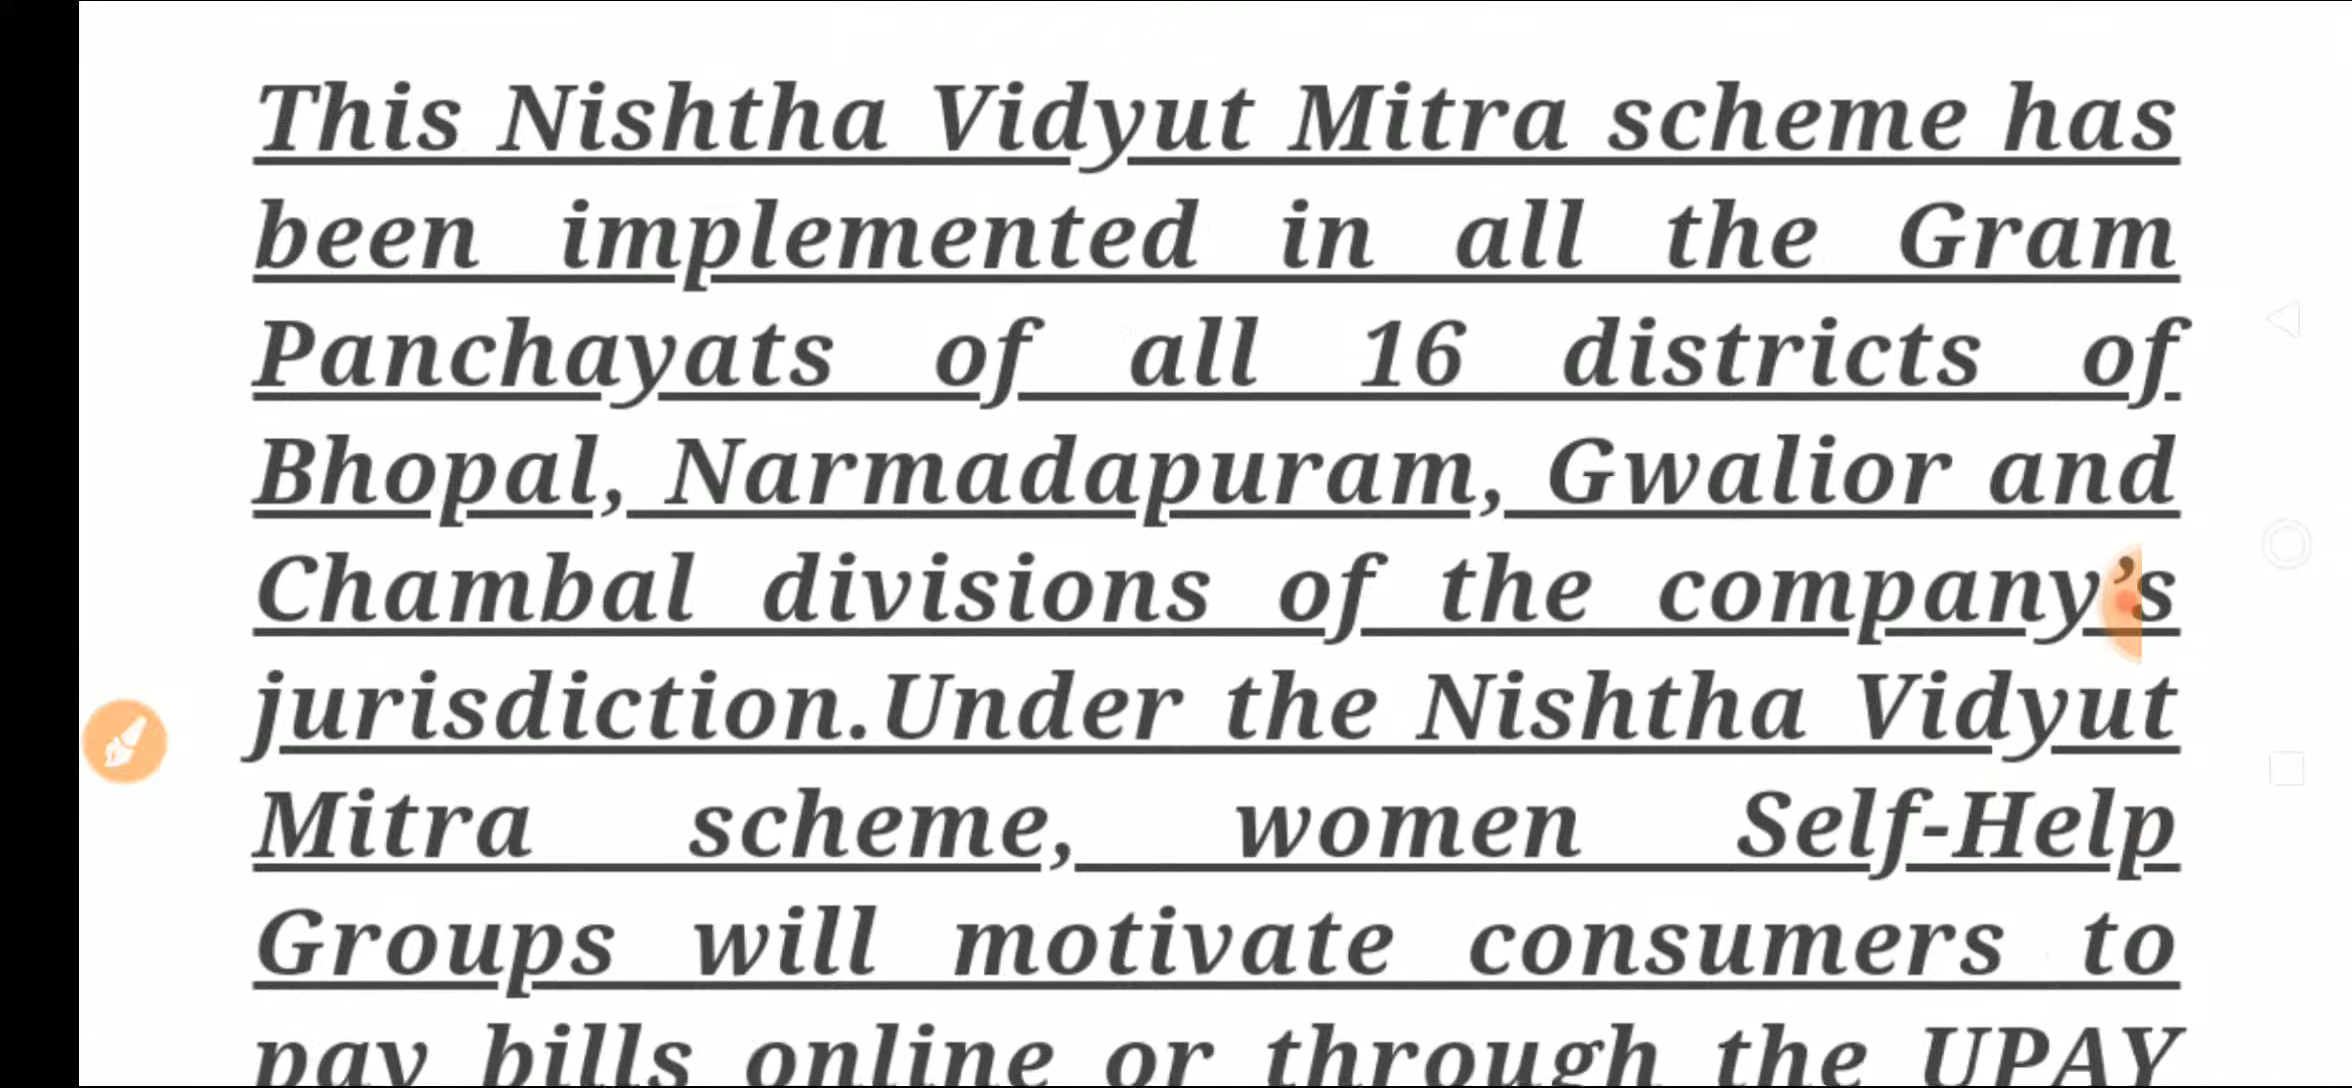 This Nishtha Vidyut Mitra scheme has
been implemented in all the Gram
Panchayats of all 16 districts of
Bhopal, Narmadapuram, Gwalior and
Chambal divisions of the company’s
jurisdiction.Under the Nishtha Vidyut
Mitra scheme, women Self-Help
Groups will motivate consumers to
pay bills online or through the UPAY